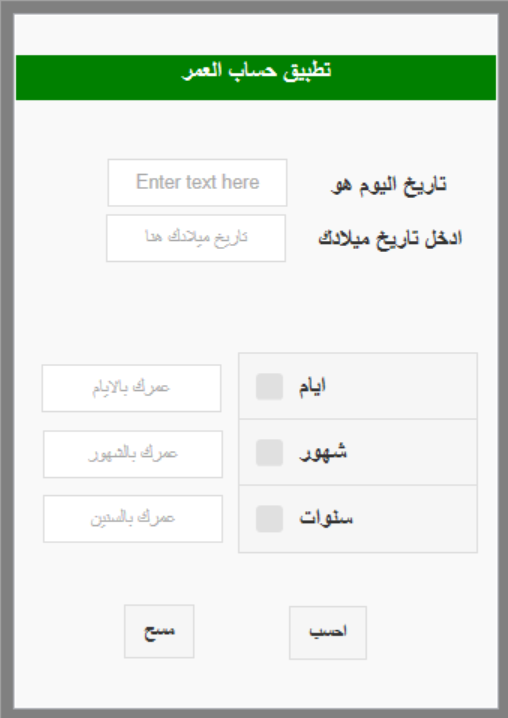 تطبيق حساب العمر
تاريخ اليوم هو Enter text here
ادخل تاريخ ميلادك تاريخ ميلادك هنا
ايام عمرك بالايام
شهور عمرك بالشهور
سنوات عمرك بالسنين
احسب مسح